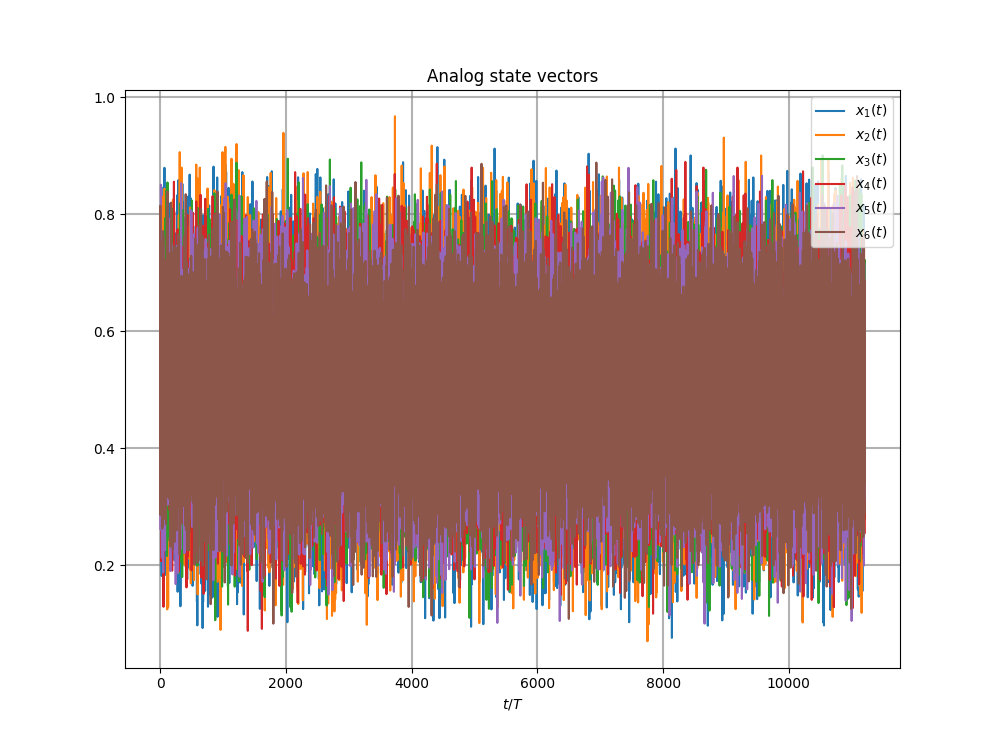 Analog state vectors
1.0
0.8
0.6
0.4
0.2
x₁(t)
x₂(t)
x₃(t)
x₄(t)
x₅(t)
x₆(t)
0 2000 4000 6000 8000 10000
t/T